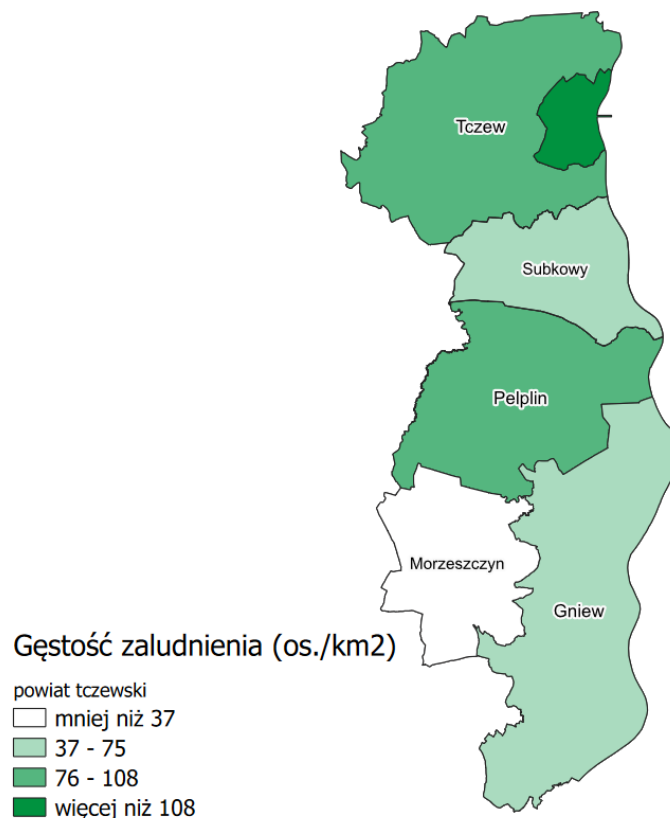 Tczew
Subkowy
Pelplin
Morzeszczyn
Gniew
Gęstość zaludnienia (os./km2)
powiat tczewski
mniej niż 37
37 - 75
76 - 108
więcej niż 108